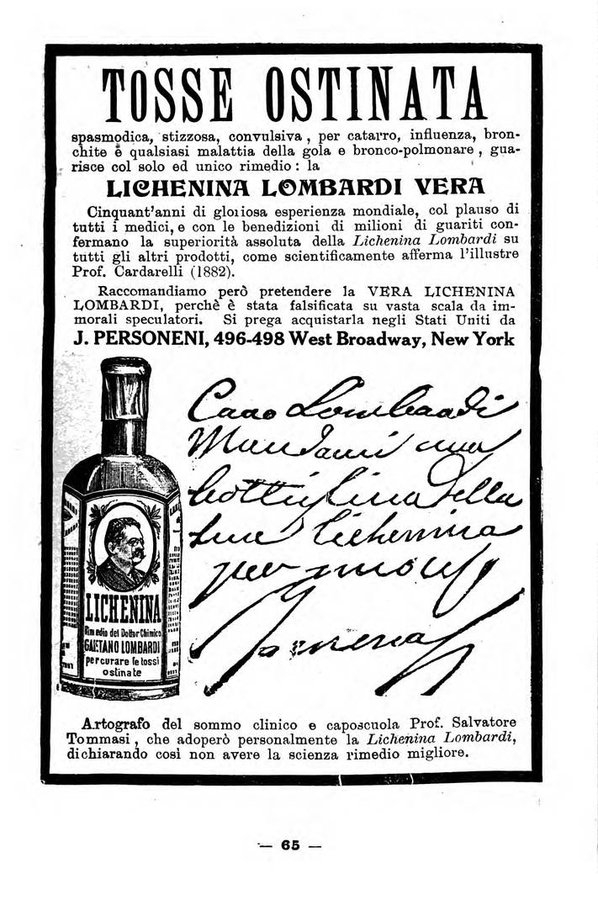 TOSSE OSTINATA
spasmodica, stizzosa, convulsiva, per catarro, influenza, bron-
chite e qualsiasi malattia della gola e bronco-polmonare, gua-
risce col solo ed unico rimedio: la
LICHENINA LOMBARDI VERA
Cinquant'anni di gloriosa esperienza mondiale, col plauso di
tutti i medici, e con le benedizioni di milioni di guariti con-
fermano la superiorità assoluta della Lichenina Lombardi su
tutti gli altri prodotti, come scientificamente afferma l'illustre
Prof. Cardarelli (1882).
Raccomandiamo però pretendere la VERA LICHENINA
LOMBARDI, perchè è stata falsificata su vasta scala da im-
morali speculatori. Si prega acquistarla negli Stati Uniti da
J. PERSONENI, 496-498 West Broadway, New York
Caro Lombardi
Mandami una
bottiglina della
tua lichenina
per
LICHENINA
Rimedio del Dottor Chimico
GAETANO LOMBARDI
per curare le tossi
ostinate
Artografo del sommo clinico e caposcuola Prof. Salvatore
Tommasi, che adoperò personalmente la Lichenina Lombardi,
dichiarando così non avere la scienza rimedio migliore.
— 65 —